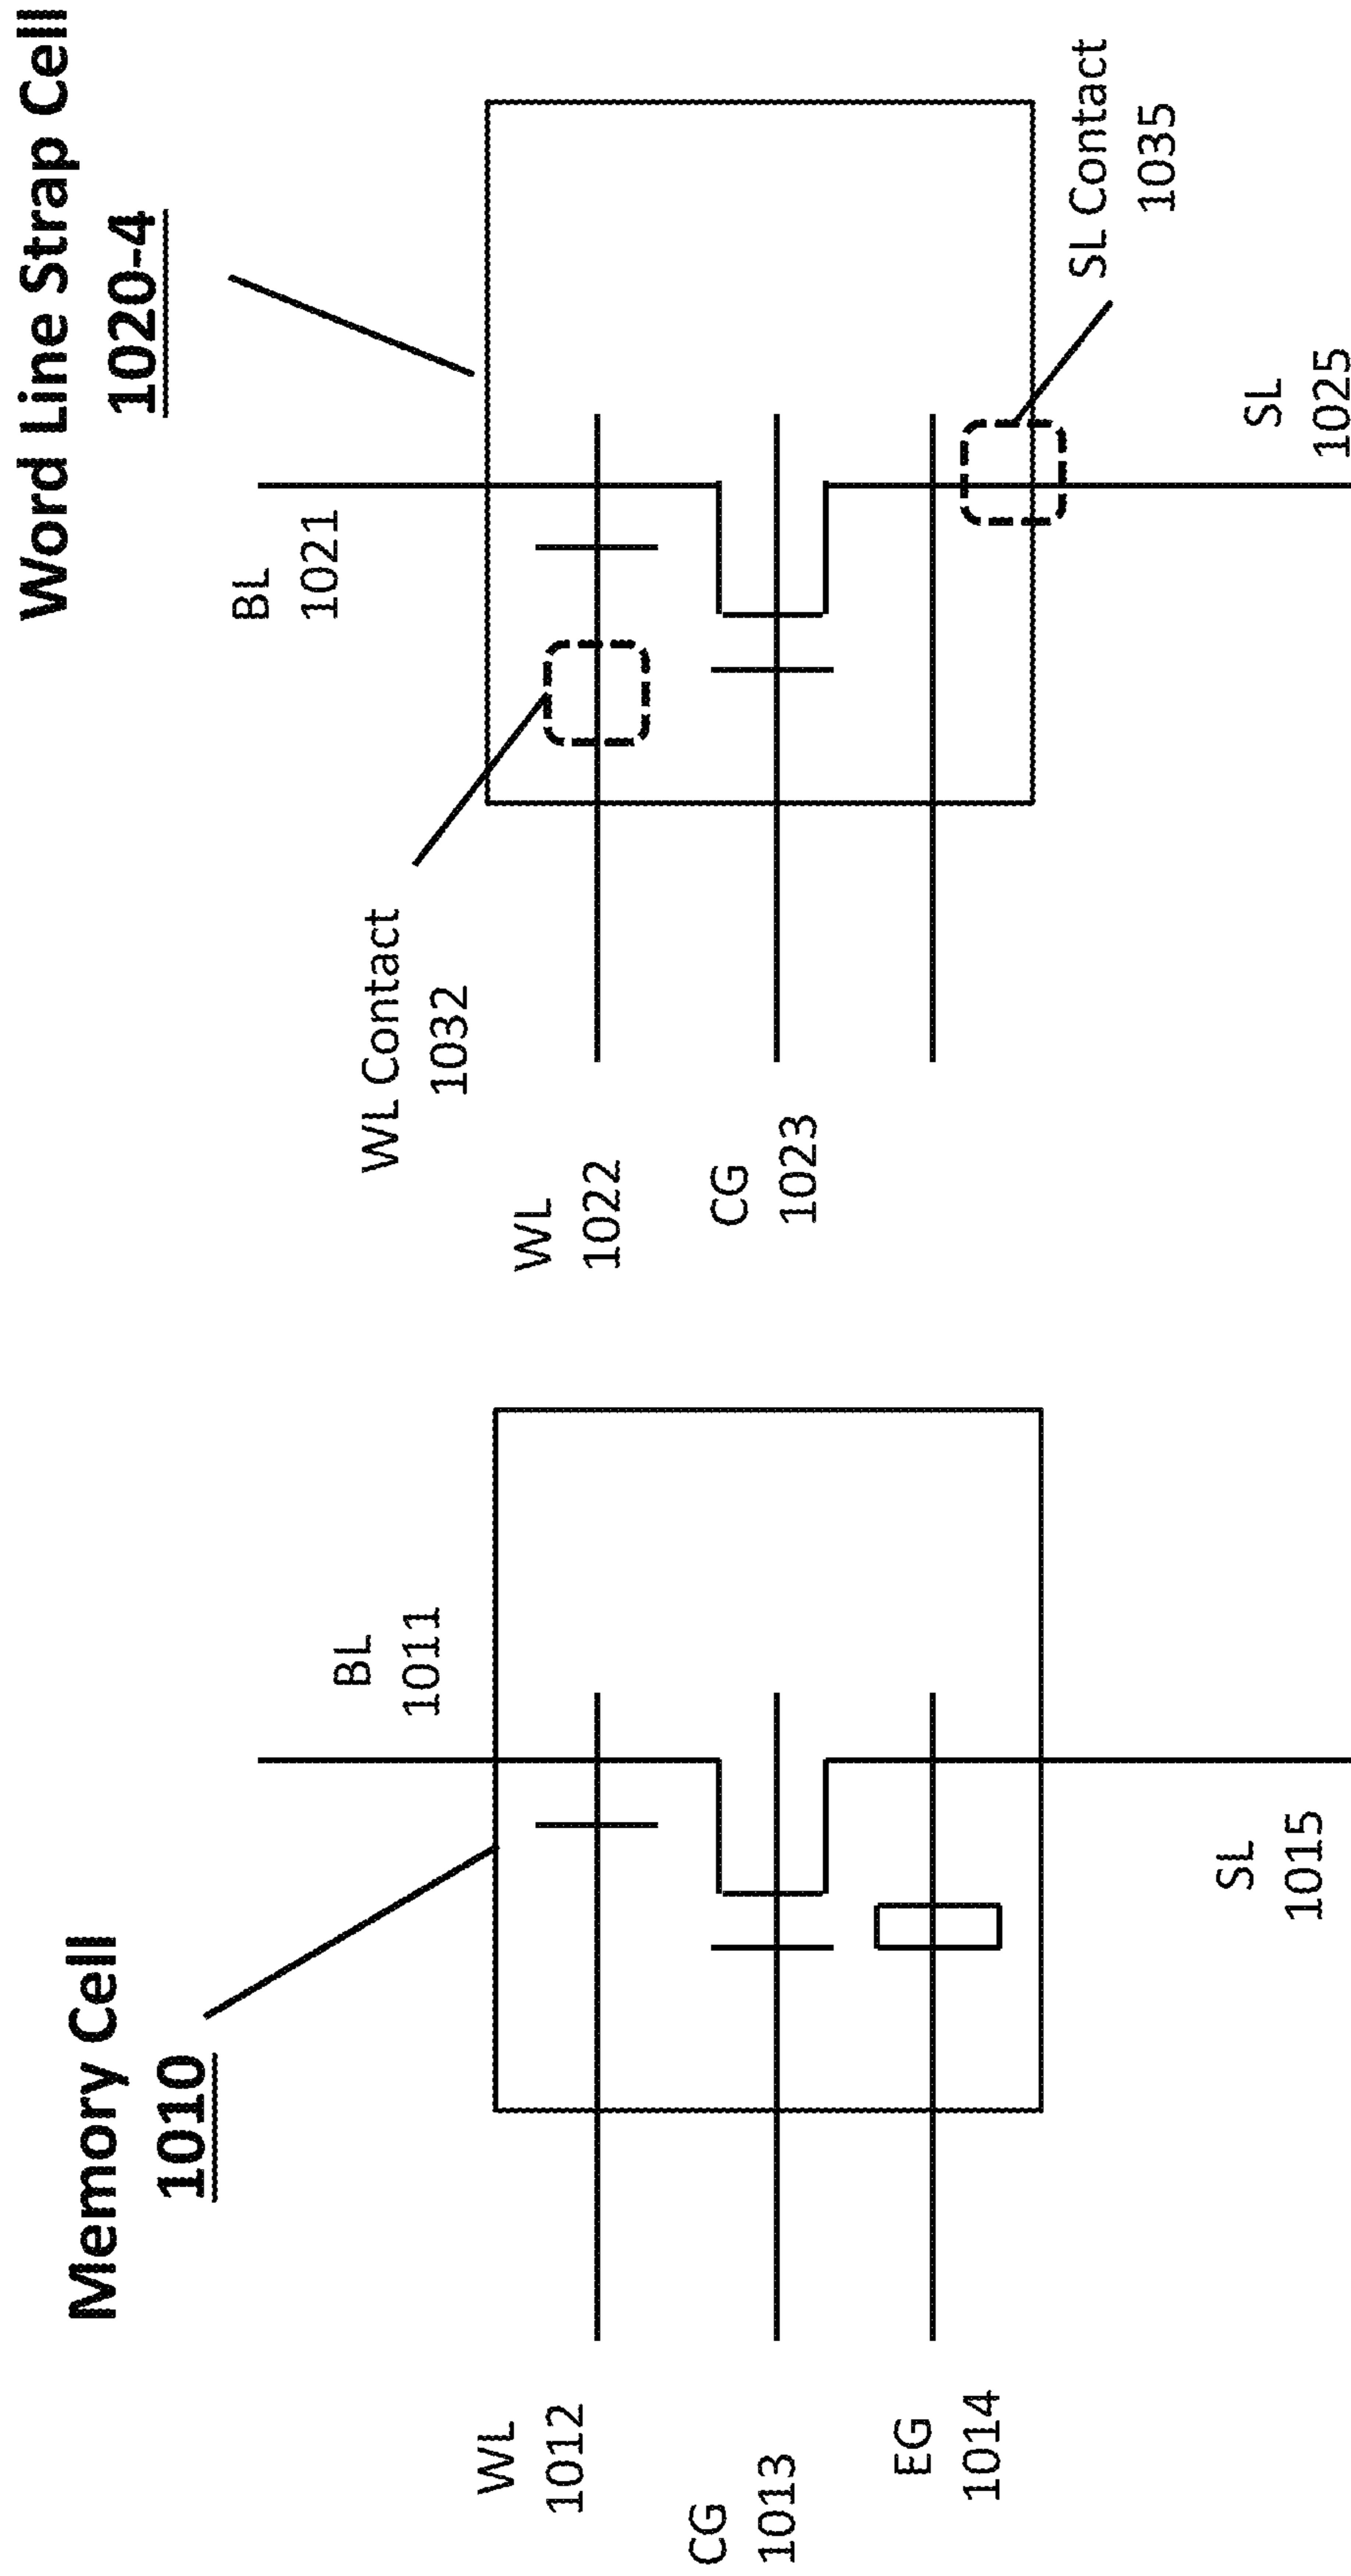 Memory Cell
1010
BL
1011
WL
1012
CG
1013
EG
1014
SL
1015
Word Line Strap Cell
1020-4
BL
1021
WL Contact
1032
WL
1022
CG
1023
SL Contact
1035
SL
1025